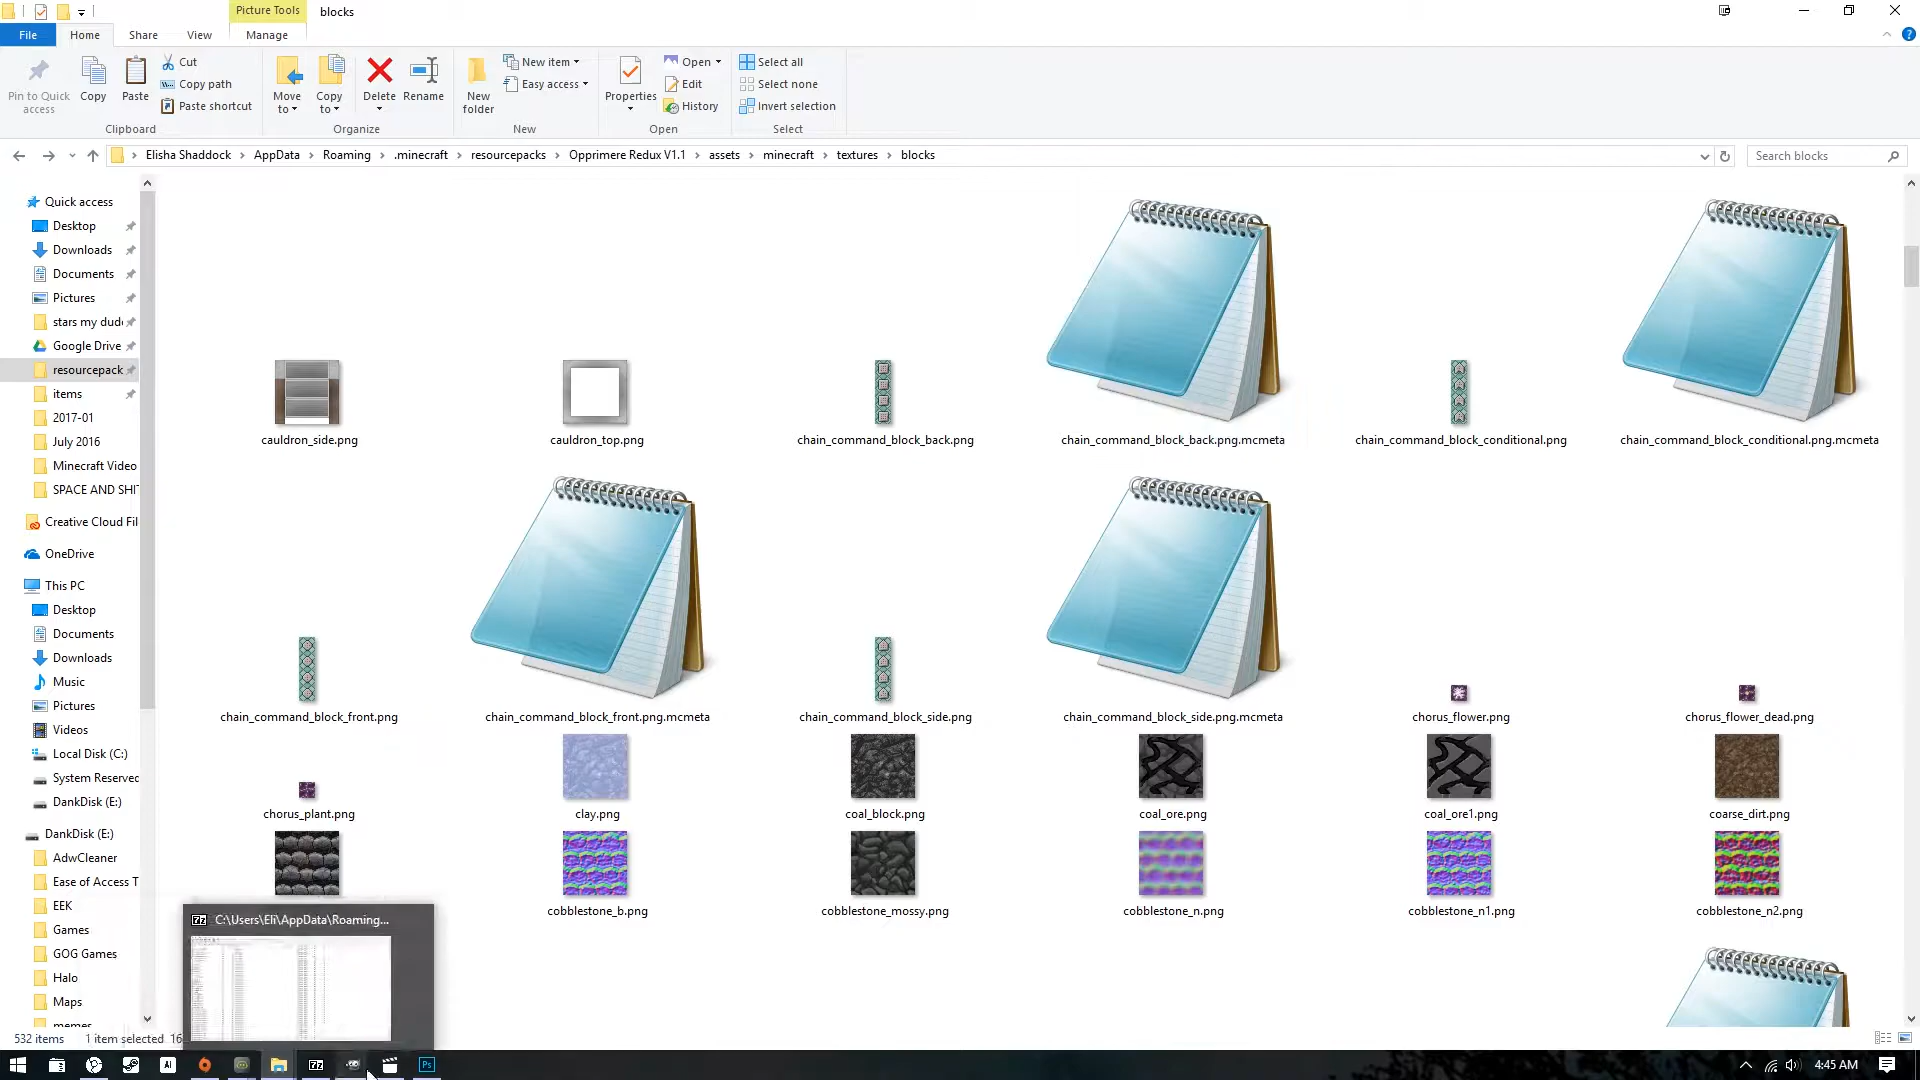 Picture Tools
blocks
File
Home
Share
View
Manage
Pin to Quick access
Copy
Paste
Cut
Copy path
Paste shortcut
Clipboard
Move to
Copy to
Delete
Rename
Organize
New folder
New item
Easy access
New
Properties
Open
Edit
History
Open
Select all
Select none
Invert selection
Select
Elisha Shaddock
AppData
Roaming
.minecraft
resourcepacks
Opprimere Redux V1.1
assets
minecraft
textures
blocks
Search blocks
Quick access
Desktop
Downloads
Documents
Pictures
stars my dud
Google Drive
resourcepack
items
2017-01
July 2016
Minecraft Video
SPACE AND SHI
Creative Cloud Fil
OneDrive
This PC
Desktop
Documents
Downloads
Music
Pictures
Videos
Local Disk (C:)
System Reserved
DankDisk (E:)
DankDisk (E:)
AdwCleaner
Ease of Access T
EEK
Games
GOG Games
Halo
Maps
memes
cauldron_side.png
cauldron_top.png
chain_command_block_back.png
chain_command_block_back.png.mcmeta
chain_command_block_conditional.png
chain_command_block_conditional.png.mcmeta
chain_command_block_front.png
chain_command_block_front.png.mcmeta
chain_command_block_side.png
chain_command_block_side.png.mcmeta
chorus_flower.png
chorus_flower_dead.png
chorus_plant.png
clay.png
coal_block.png
coal_ore.png
coal_ore1.png
coarse_dirt.png
cobblestone_b.png
cobblestone_mossy.png
cobblestone_n.png
cobblestone_n1.png
cobblestone_n2.png
7z
C:\Users\Eli\AppData\Roaming...
532 items
1 item selected 16
Ai
7z
Ps
4:45 AM